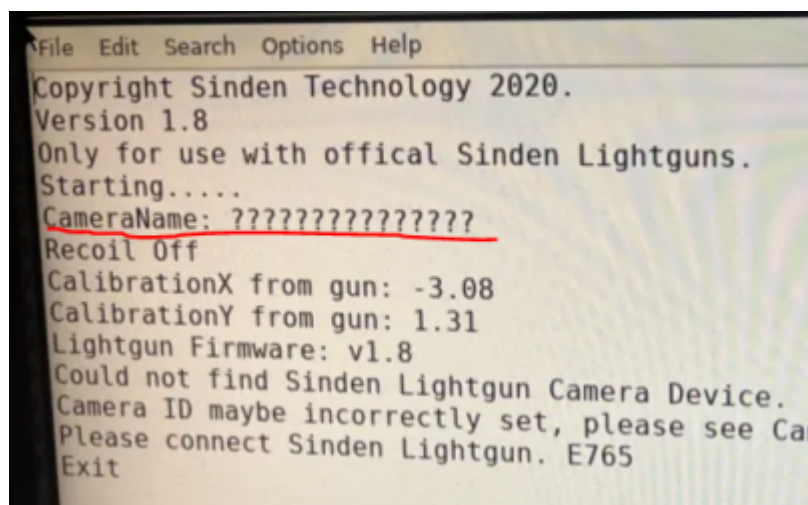 File Edit Search Options Help
Copyright Sinden Technology 2020.
Version 1.8
Only for use with offical Sinden Lightguns.
Starting.....
CameraName: ???????????????
Recoil Off
CalibrationX from gun: -3.08
CalibrationY from gun: 1.31
Lightgun Firmware: v1.8
Could not find Sinden Lightgun Camera Device.
Camera ID maybe incorrectly set, please see Ca
Please connect Sinden Lightgun. E765
Exit